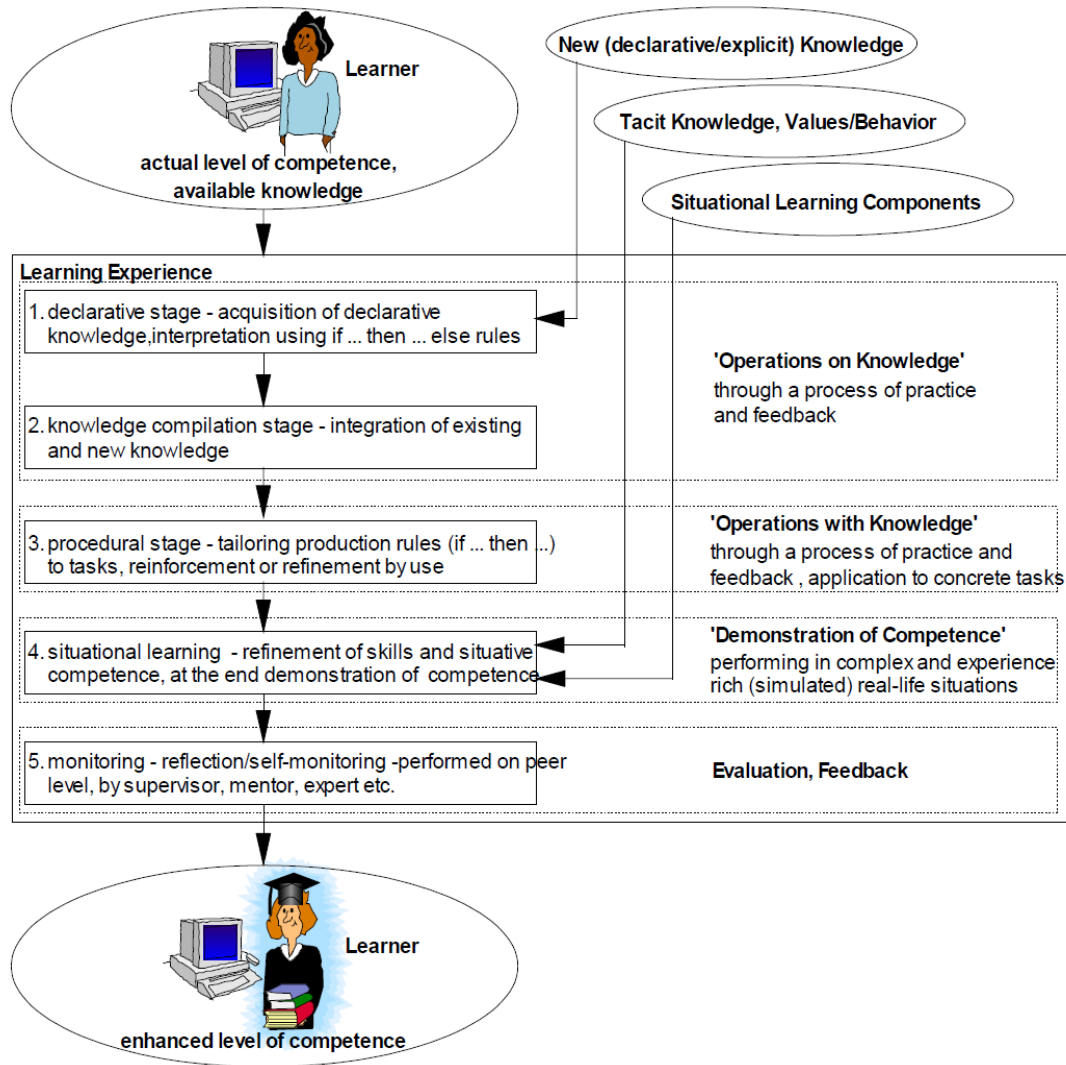 Learner
actual level of competence,
available knowledge
New (declarative/explicit) Knowledge
Tacit Knowledge, Values/Behavior
Situational Learning Components
Learning Experience
1. declarative stage - acquisition of declarative
knowledge,interpretation using if ... then ... else rules
2. knowledge compilation stage - integration of existing
and new knowledge
'Operations on Knowledge'
through a process of practice
and feedback
3. procedural stage - tailoring production rules (if ... then ...)
to tasks, reinforcement or refinement by use
'Operations with Knowledge'
through a process of practice and
feedback , application to concrete tasks
4. situational learning - refinement of skills and situative
competence, at the end demonstration of competence
'Demonstration of Competence'
performing in complex and experience
rich (simulated) real-life situations
5. monitoring - reflection/self-monitoring -performed on peer
level, by supervisor, mentor, expert etc.
Evaluation, Feedback
Learner
enhanced level of competence